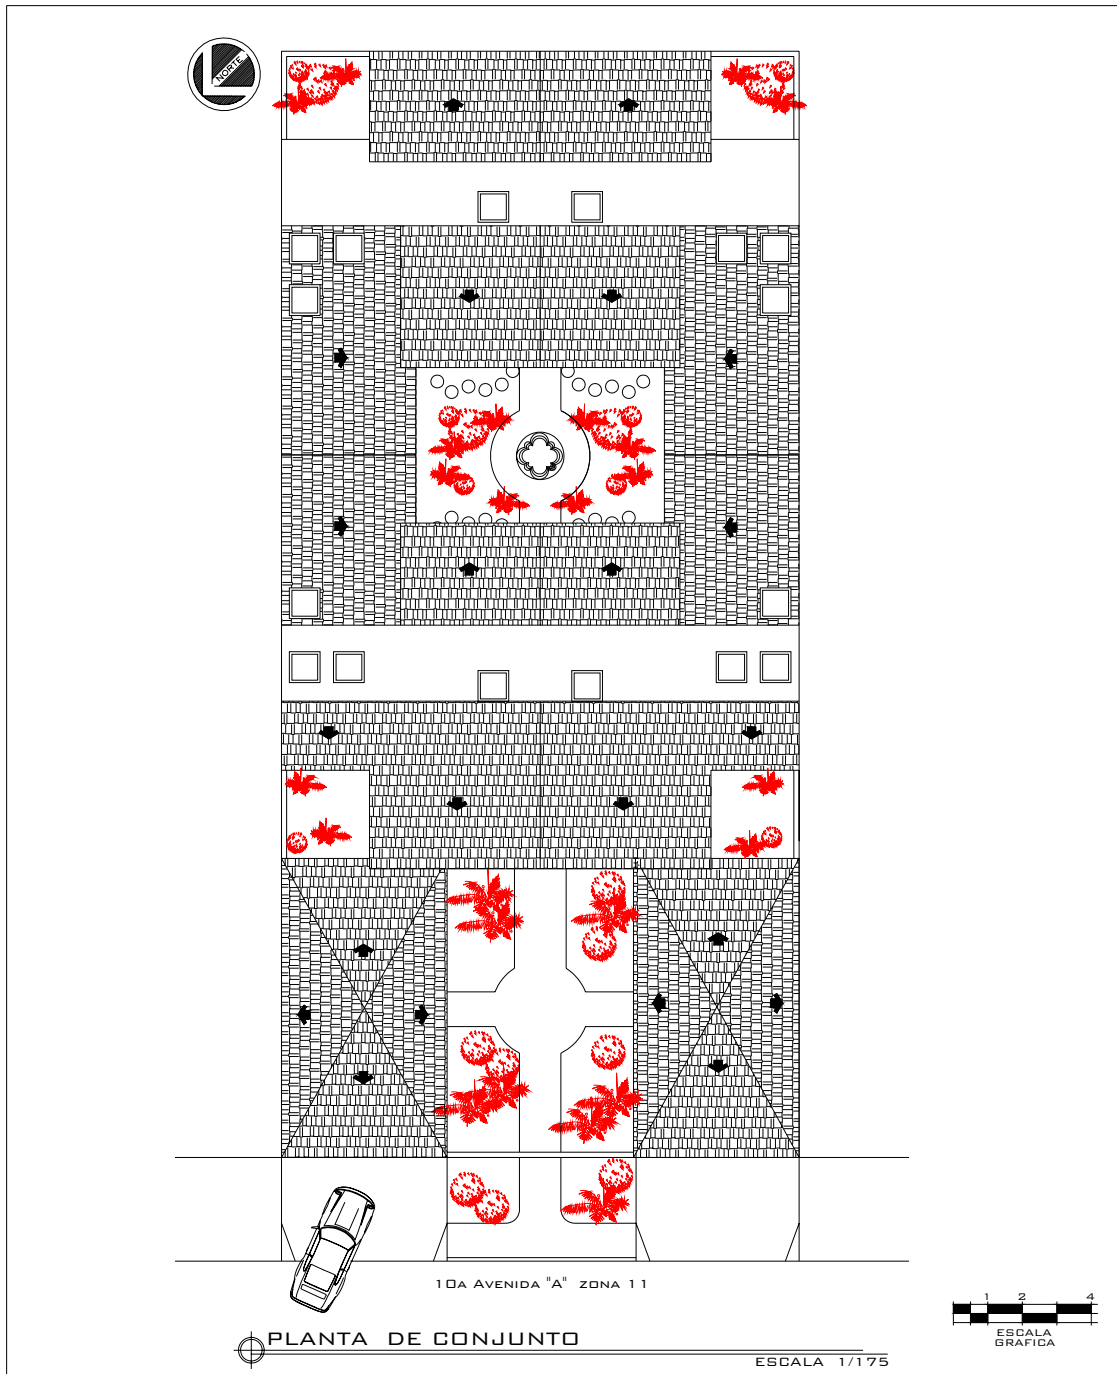 NORTE
10A AVENIDA "A" ZONA 11
PLANTA DE CONJUNTO
ESCALA 1/175
1 2 4
ESCALA
GRAFICA